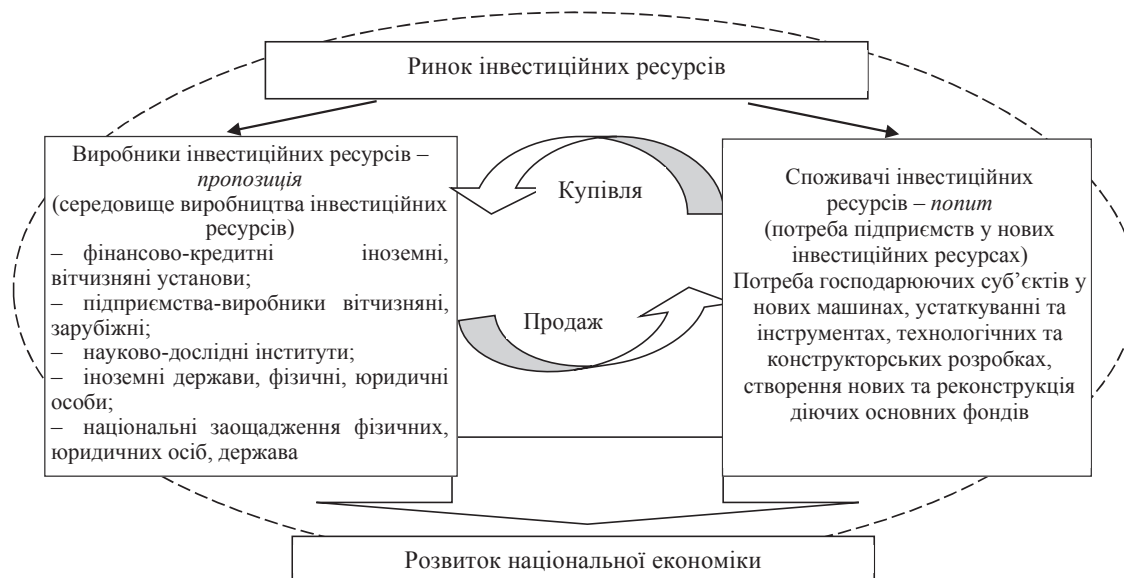 Ринок інвестиційних ресурсів
Виробники інвестиційних ресурсів –
пропозиція
(середовище виробництва інвестиційних
ресурсів)
– фінансово-кредитні іноземні,
вітчизняні установи;
– підприємства-виробники вітчизняні,
зарубіжні;
– науково-дослідні інститути;
– іноземні держави, фізичні, юридичні
особи;
– національні заощадження фізичних,
юридичних осіб, держава
Купівля
Продаж
Споживачі інвестиційних
ресурсів – попит
(потреба підприємств у нових
інвестиційних ресурсах)
Потреба господарюючих суб’єктів у
нових машинах, устаткуванні та
інструментах, технологічних та
конструкторських розробках,
створення нових та реконструкція
діючих основних фондів
Розвиток національної економіки